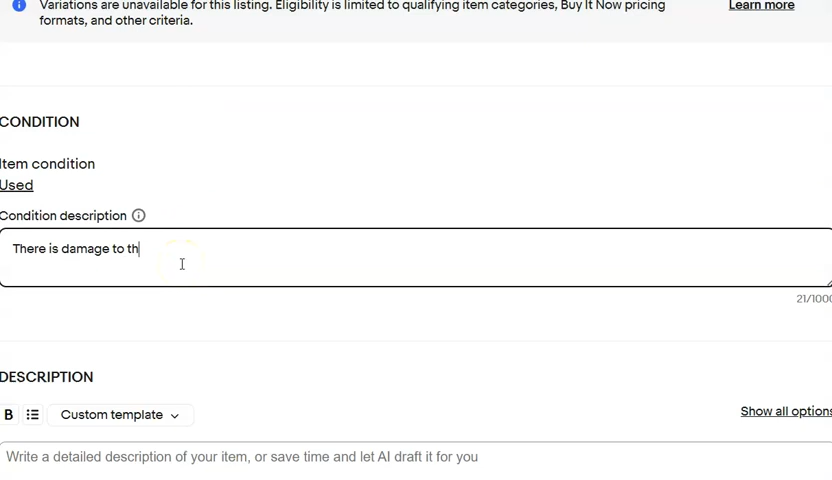 Variations are unavailable for this listing. Eligibility is limited to qualifying item categories, Buy It Now pricing
formats, and other criteria.
Learn more
CONDITION
Item condition
Used
Condition description
There is damage to th
21/1000
DESCRIPTION
B
Custom template
Show all options
Write a detailed description of your item, or save time and let AI draft it for you